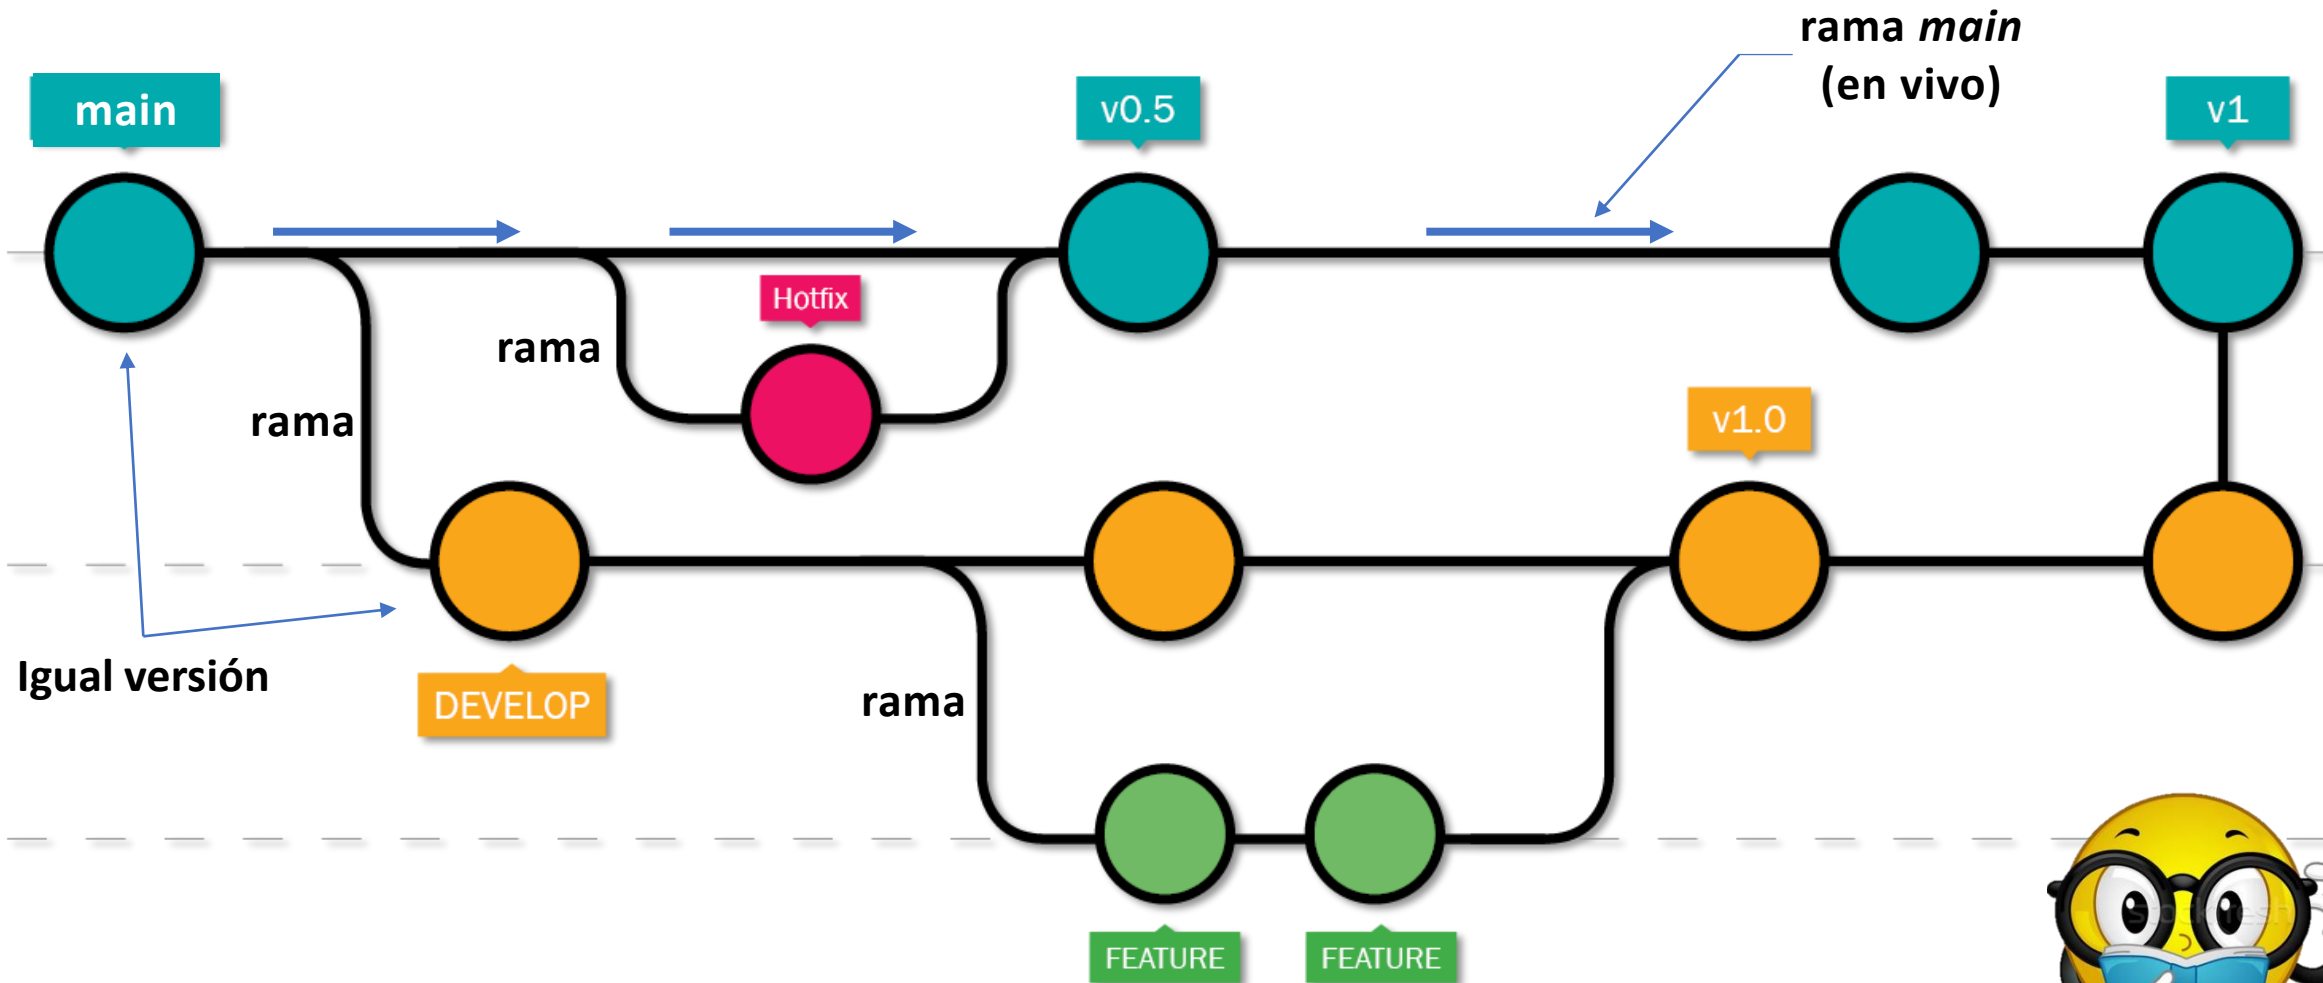 rama main
(en vivo)
main
v0.5
v1
Hotfix
rama
rama
v1.0
Igual versión
DEVELOP
rama
FEATURE
FEATURE